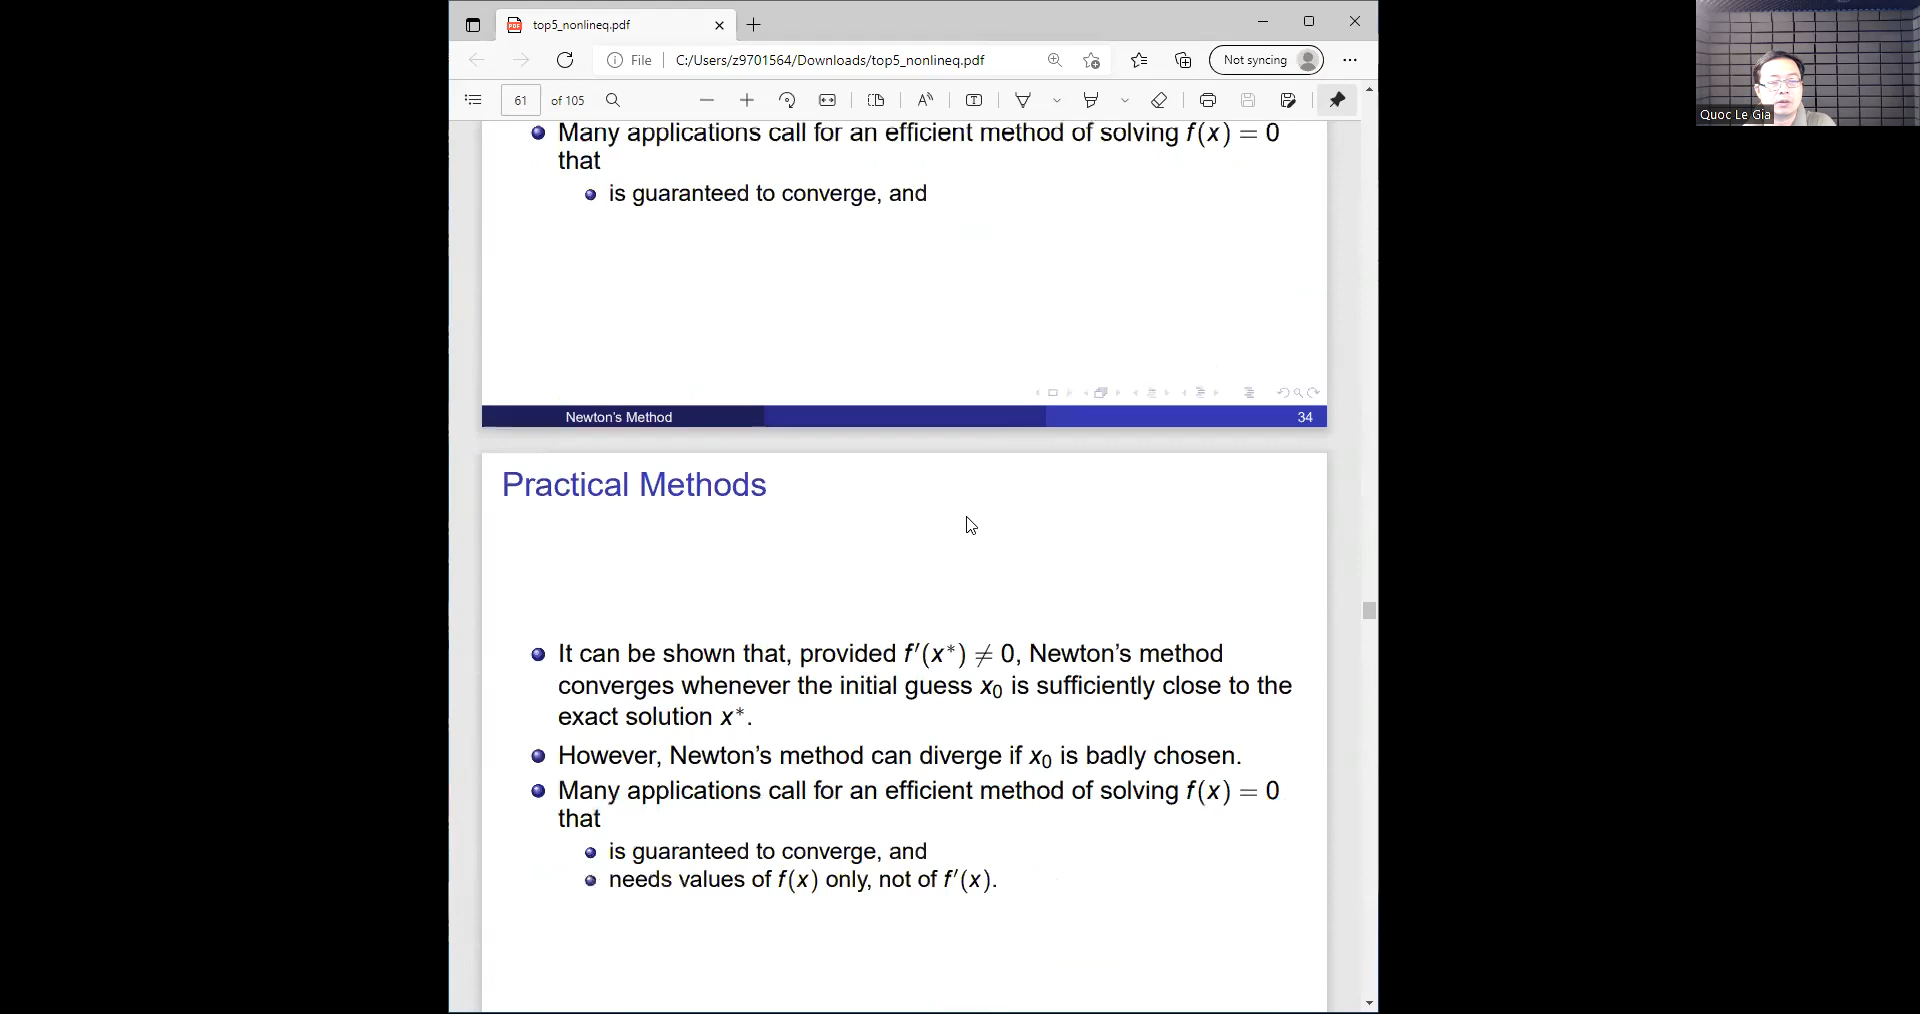 top5_nonlineq.pdf
File
C:/Users/z9701564/Downloads/top5_nonlineq.pdf
Not syncing
61 of 105
Quoc Le Gia
Many applications call for an efficient method of solving f(x) = 0
that
is guaranteed to converge, and
Newton's Method 34
Practical Methods
It can be shown that, provided f′(x*) ≠ 0, Newton's method
converges whenever the initial guess x₀ is sufficiently close to the
exact solution x*.
However, Newton's method can diverge if x₀ is badly chosen.
Many applications call for an efficient method of solving f(x) = 0
that
is guaranteed to converge, and
needs values of f(x) only, not of f′(x).